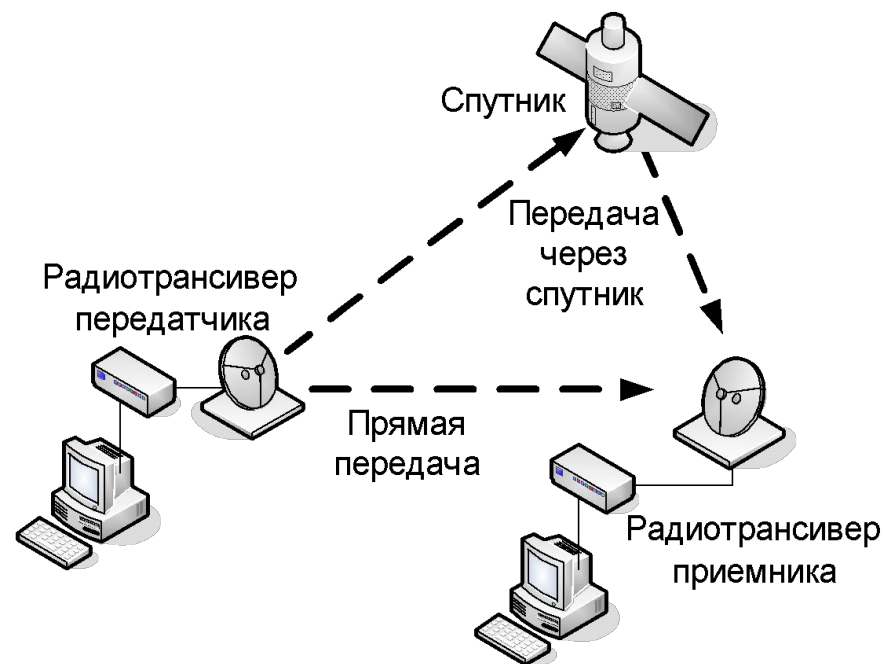 Спутник
Передача
через
спутник
Радиотрансивер
передатчика
Прямая
передача
Радиотрансивер
приемника